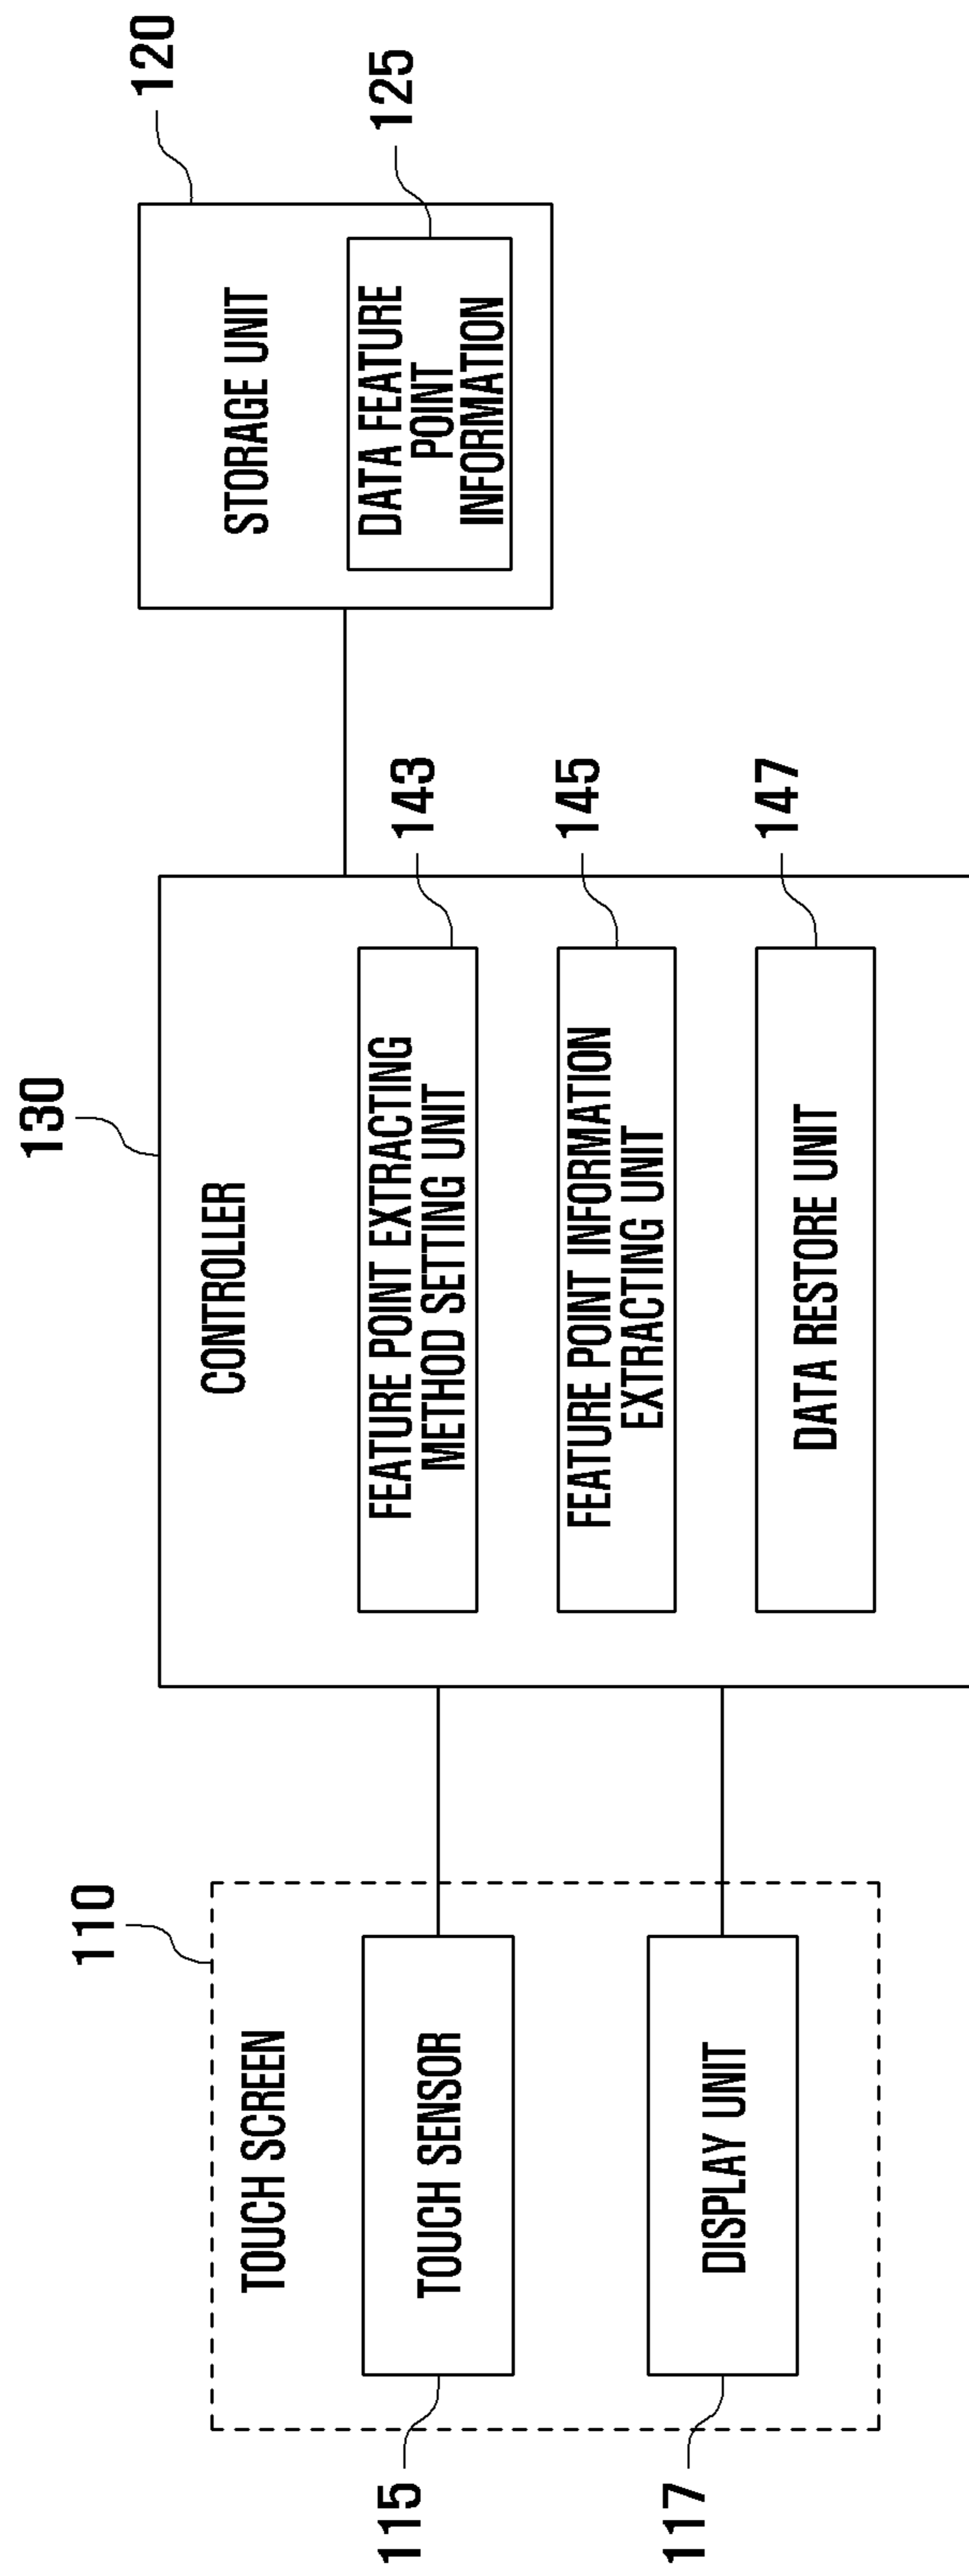 110
TOUCH SCREEN
TOUCH SENSOR
115
DISPLAY UNIT
117
130
CONTROLLER
FEATURE POINT EXTRACTING
METHOD SETTING UNIT
143
FEATURE POINT INFORMATION
EXTRACTING UNIT
145
DATA RESTORE UNIT
147
120
STORAGE UNIT
125
DATA FEATURE
POINT
INFORMATION